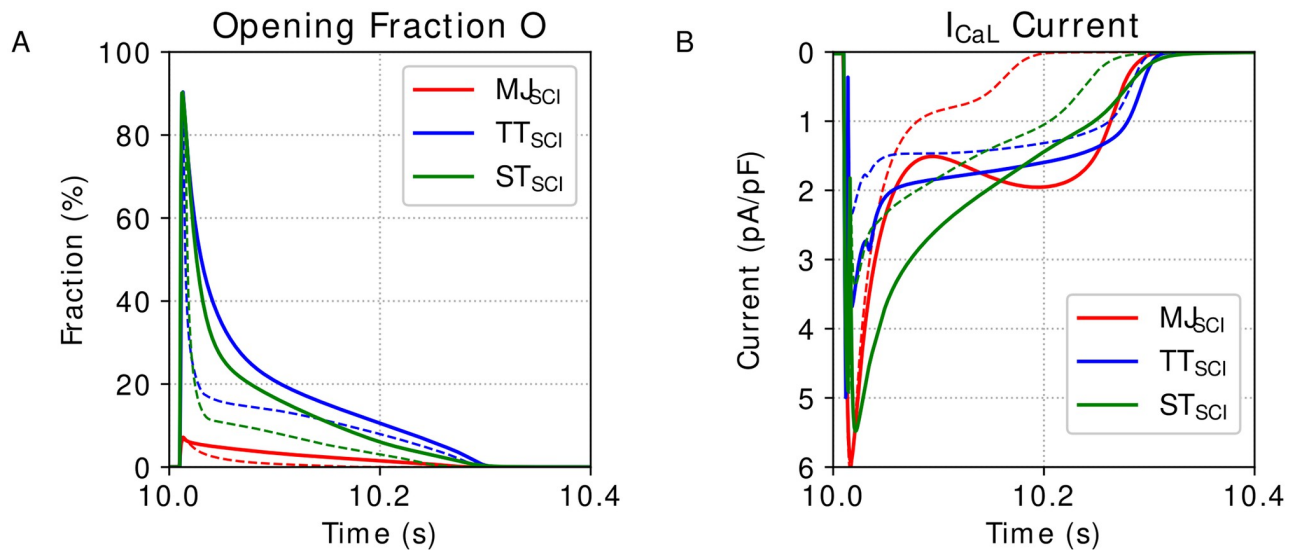 A
Opening Fraction O
100
80
60
40
20
0
Fraction (%)
MJSCI
TTSCI
STSCI
10.0
10.2
10.4
Time (s)
B
ICaL Current
0
1
2
3
4
5
6
Current (pA/pF)
MJSCI
TTSCI
STSCI
10.0
10.2
10.4
Time (s)